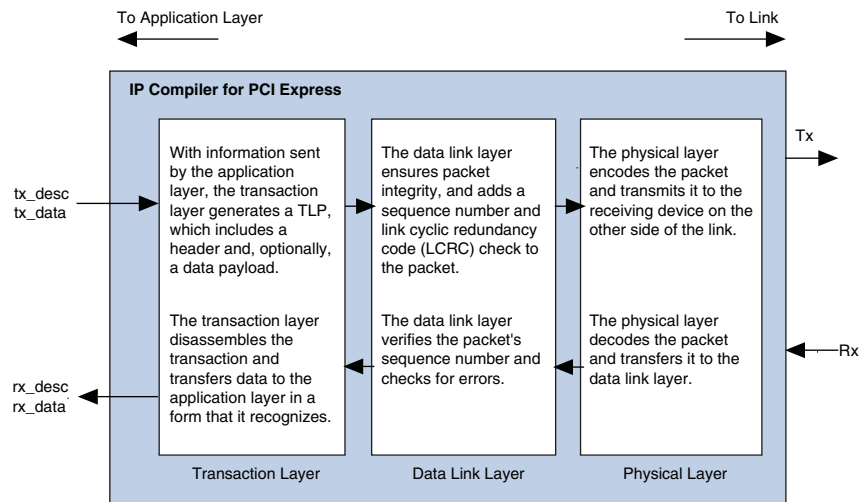 To Application Layer
To Link
IP Compiler for PCI Express
Tx
tx_desc
tx_data
With information sent
by the application
layer, the transaction
layer generates a TLP,
which includes a
header and, optionally,
a data payload.
The data link layer
ensures packet
integrity, and adds a
sequence number and
link cyclic redundancy
code (LCRC) check to
the packet.
The physical layer
encodes the packet
and transmits it to the
receiving device on the
other side of the link.
The transaction layer
disassembles the
transaction and
transfers data to the
application layer in a
form that it recognizes.
The data link layer
verifies the packet's
sequence number and
checks for errors.
The physical layer
decodes the packet
and transfers it to the
data link layer.
Rx
rx_desc
rx_data
Transaction Layer
Data Link Layer
Physical Layer